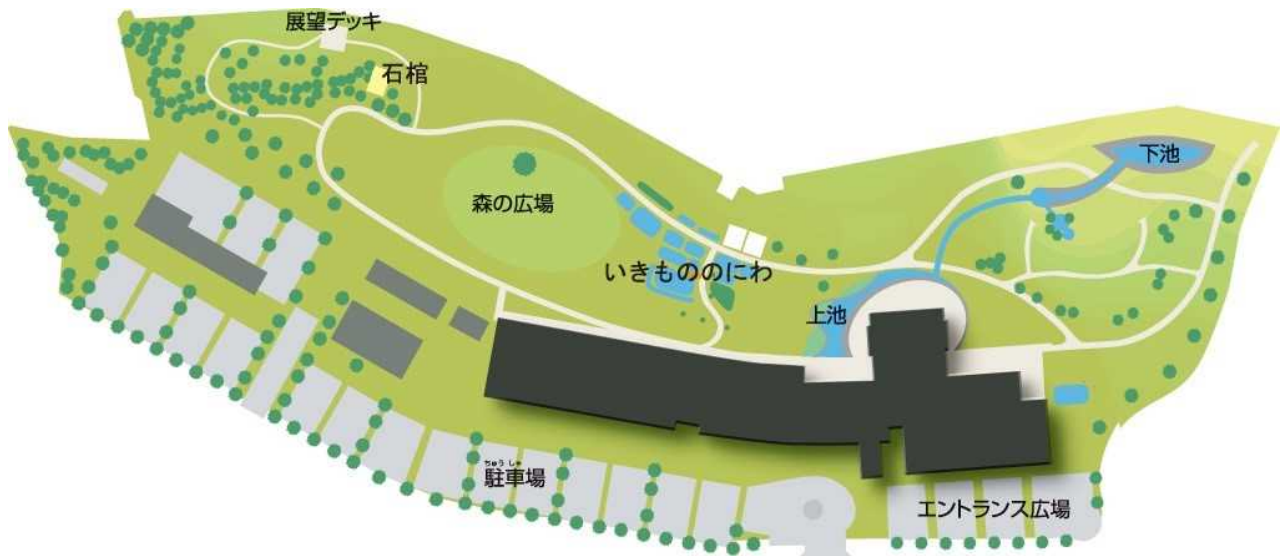 展望デッキ
石棺
下池
森の広場
いきもののにわ
上池
ちゅうしゃ
駐車場
エントランス広場